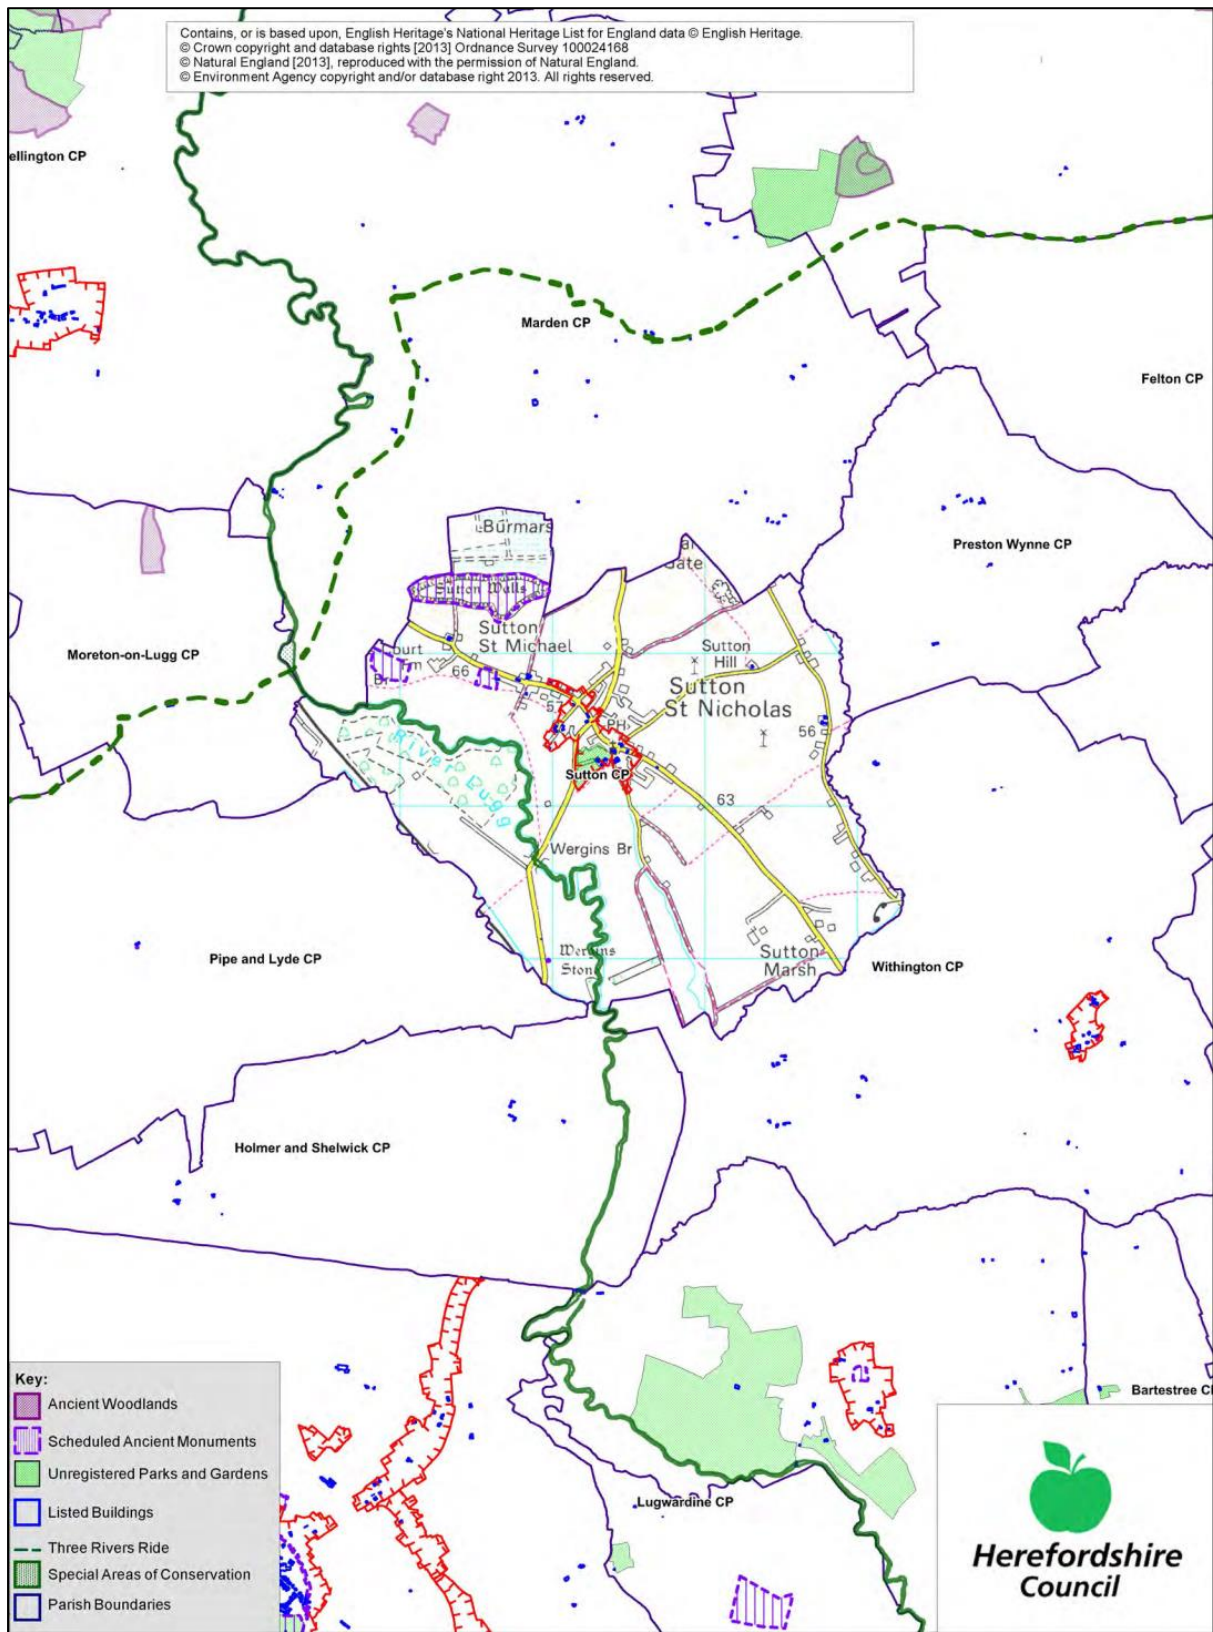 Contains, or is based upon, English Heritage's National Heritage List for England data © English Heritage.
© Crown copyright and database rights [2013] Ordnance Survey 100024168
© Natural England [2013], reproduced with the permission of Natural England.
© Environment Agency copyright and/or database right 2013. All rights reserved.
ellington CP
Marden CP
Felton CP
Burmars
Preston Wynne CP
Gate
Sutton Walls
Sutton
St Michael
ourt
Moreton-on-Lugg CP
66
Sutton
Hill
Sutton
St Nicholas
57
PH
56
River Lugg
Sutton CP
63
Wergins Br
Wergins
Stone
Sutton
Marsh
Pipe and Lyde CP
Withington CP
Holmer and Shelwick CP
Key:
Ancient Woodlands
Scheduled Ancient Monuments
Unregistered Parks and Gardens
Listed Buildings
Three Rivers Ride
Special Areas of Conservation
Parish Boundaries
Bartestree C
Lugwardine CP
Herefordshire
Council